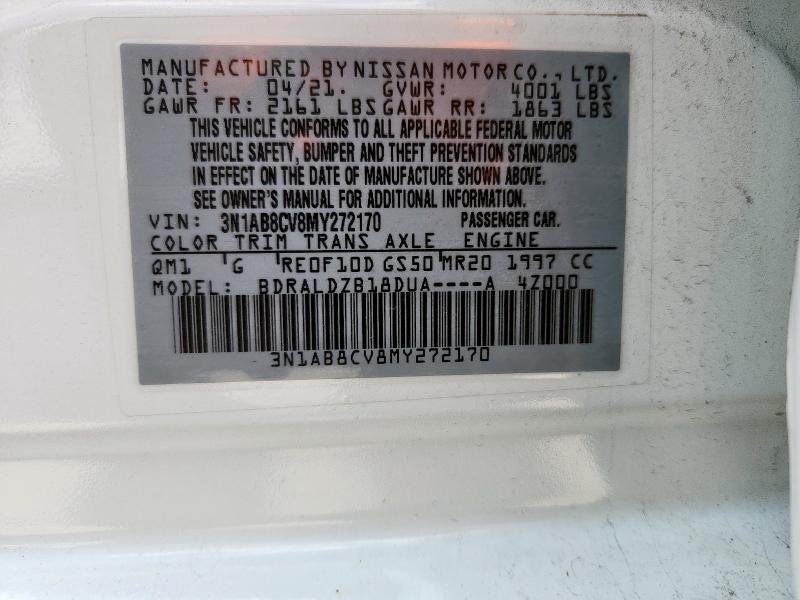 MANUFACTURED BY NISSAN MOTOR CO., LTD.
DATE: 04/21. GVWR: 4001 LBS
GAWR FR: 2161 LBS GAWR RR: 1863 LBS
THIS VEHICLE CONFORMS TO ALL APPLICABLE FEDERAL MOTOR
VEHICLE SAFETY, BUMPER AND THEFT PREVENTION STANDARDS
IN EFFECT ON THE DATE OF MANUFACTURE SHOWN ABOVE.
SEE OWNER'S MANUAL FOR ADDITIONAL INFORMATION.
VIN: 3N1AB8CV8MY272170 PASSENGER CAR.
COLOR TRIM TRANS AXLE ENGINE
QM1 G RE0F10D GS50 MR20 1997 CC
MODEL: BDRALDZB18DUA----A 4Z000
3N1AB8CV8MY272170